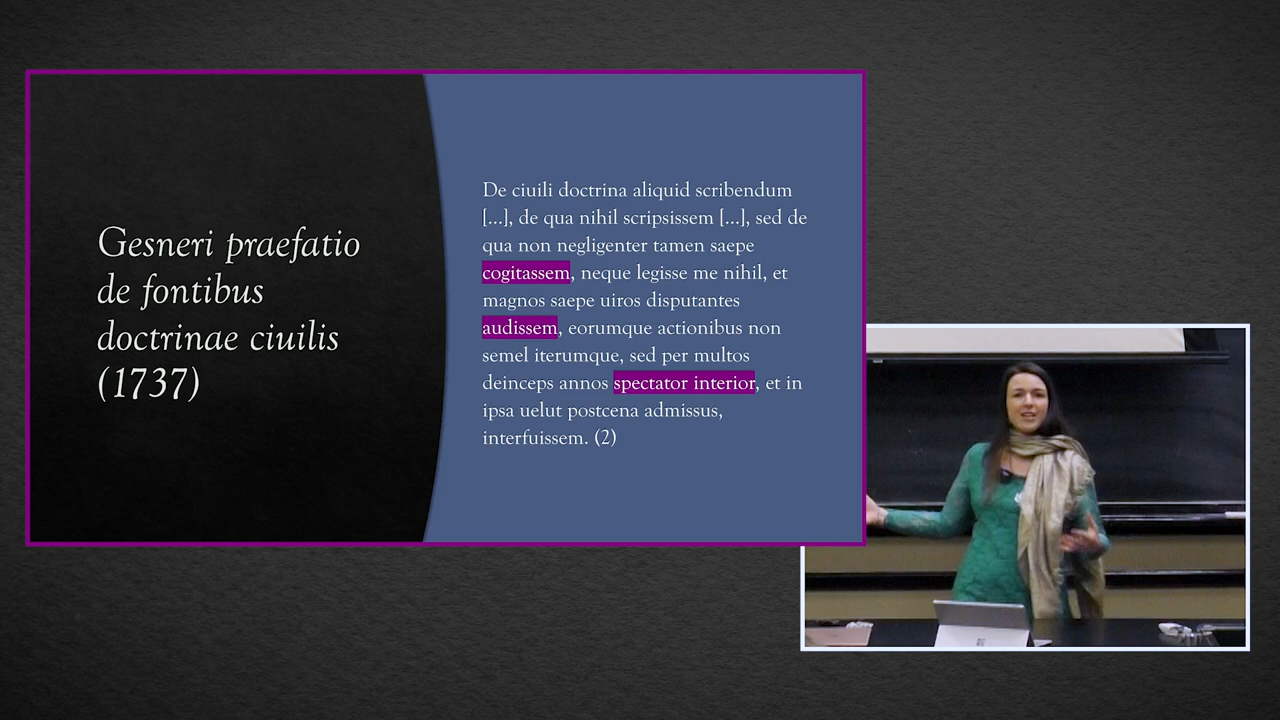 Gesneri praefatio
de fontibus
doctrinae ciuilis
(1737)
De ciuili doctrina aliquid scribendum
[...], de qua nihil scripsissem [...], sed de
qua non negligenter tamen saepe
cogitassem, neque legisse me nihil, et
magnos saepe uiros disputantes
audissem, eorumque actionibus non
semel iterumque, sed per multos
deinceps annos spectator interior, et in
ipsa uelut postcena admissus,
interfuissem. (2)